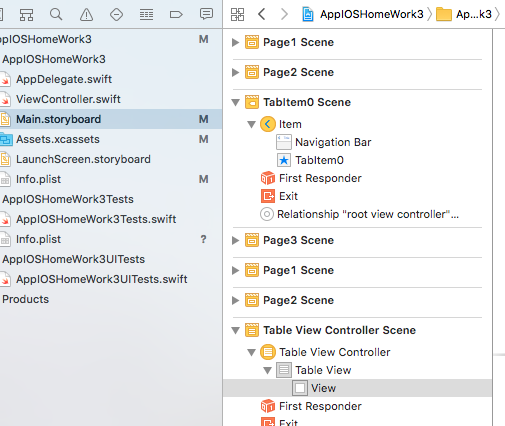 AppIOSHomeWork3
Ap...k3
ppIOSHomeWork3 M
AppIOSHomeWork3
AppDelegate.swift
ViewController.swift
Main.storyboard M
Assets.xcassets M
LaunchScreen.storyboard
Info.plist M
AppIOSHomeWork3Tests
AppIOSHomeWork3Tests.swift
Info.plist ?
AppIOSHomeWork3UITests
AppIOSHomeWork3UITests.swift
Products
Page1 Scene
Page2 Scene
TabItem0 Scene
Item
Navigation Bar
TabItem0
First Responder
Exit
Relationship "root view controller"...
Page3 Scene
Page1 Scene
Page2 Scene
Table View Controller Scene
Table View Controller
Table View
View
First Responder
Exit